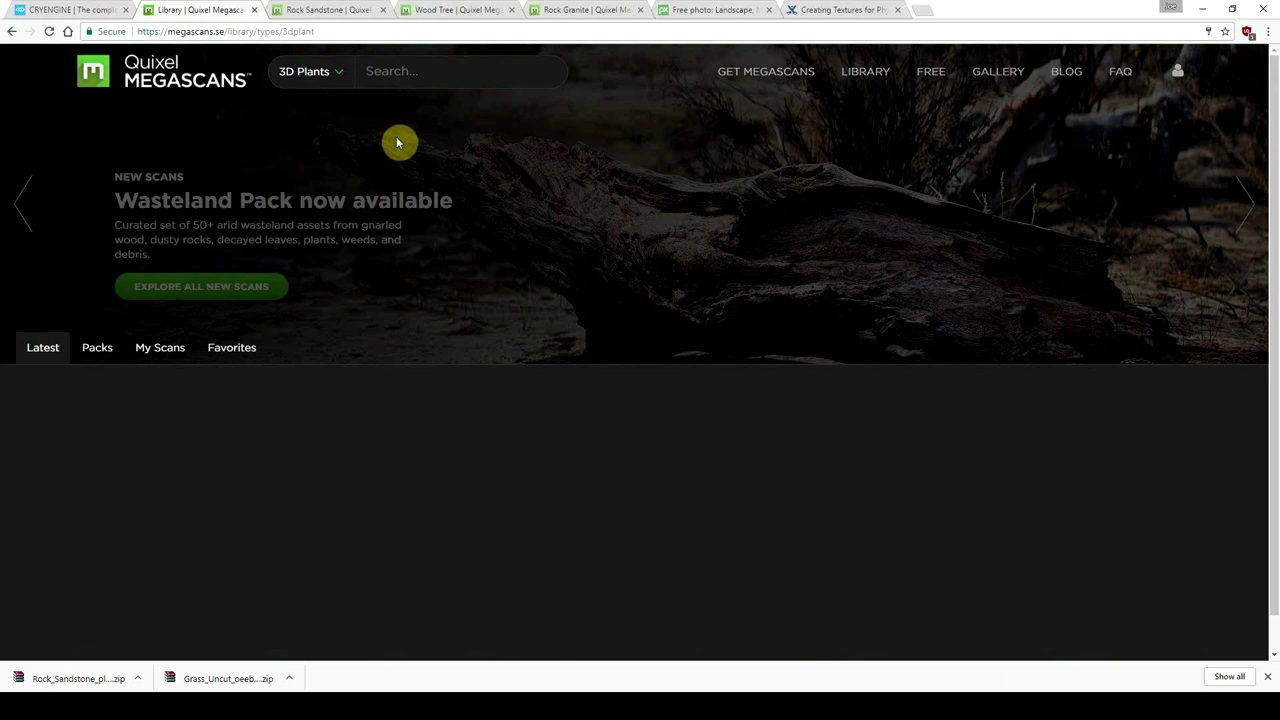 CRYENGINE | The compl
Library | Quixel Megasca
Rock Sandstone | Quixel
Wood Tree | Quixel Meg
Rock Granite | Quixel Me
Free photo: Landscape, M
Creating Textures for Phy
Secure
https://megascans.se/library/types/3dplant
Quixel
MEGASCANS™
3D Plants
Search...
GET MEGASCANS
LIBRARY
FREE
GALLERY
BLOG
FAQ
NEW SCANS
Wasteland Pack now available
Curated set of 50+ arid wasteland assets from gnarled
wood, dusty rocks, decayed leaves, plants, weeds, and
debris.
EXPLORE ALL NEW SCANS
Latest
Packs
My Scans
Favorites
Rock_Sandstone_pl....zip
Grass_Uncut_oeeb....zip
Show all